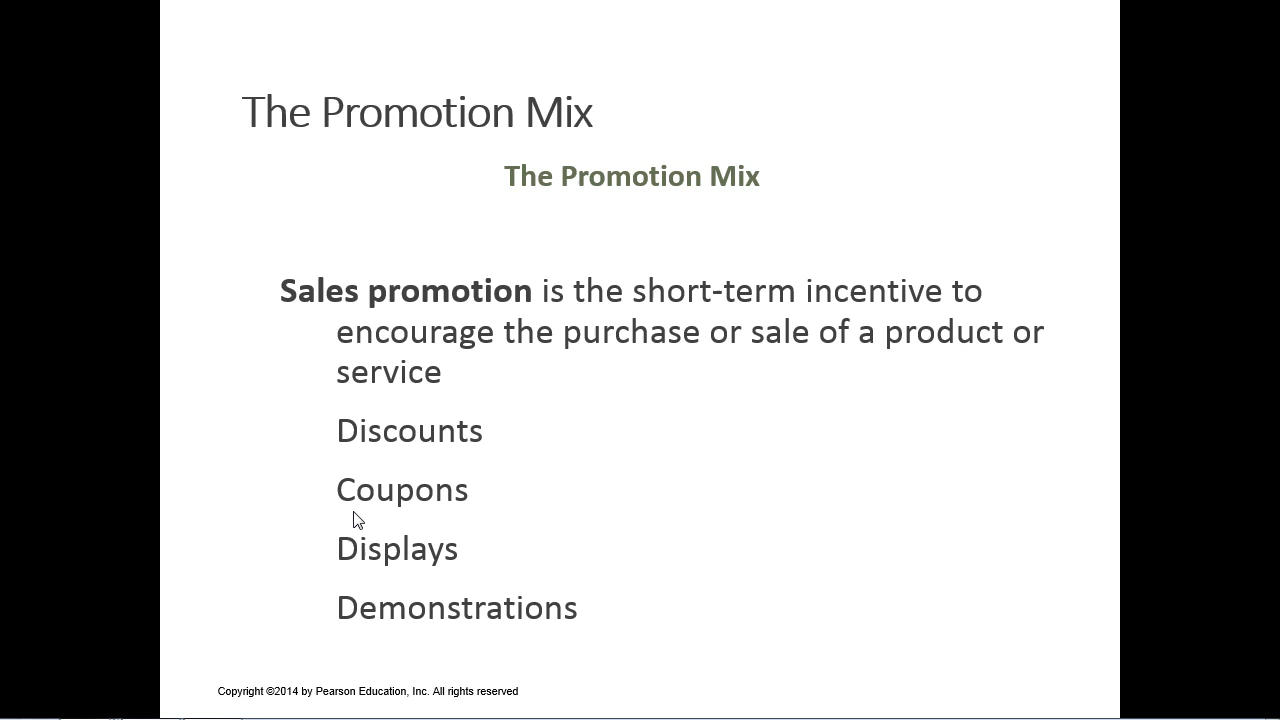 The Promotion Mix
The Promotion Mix
Sales promotion is the short-term incentive to
encourage the purchase or sale of a product or
service
Discounts
Coupons
Displays
Demonstrations
Copyright ©2014 by Pearson Education, Inc. All rights reserved